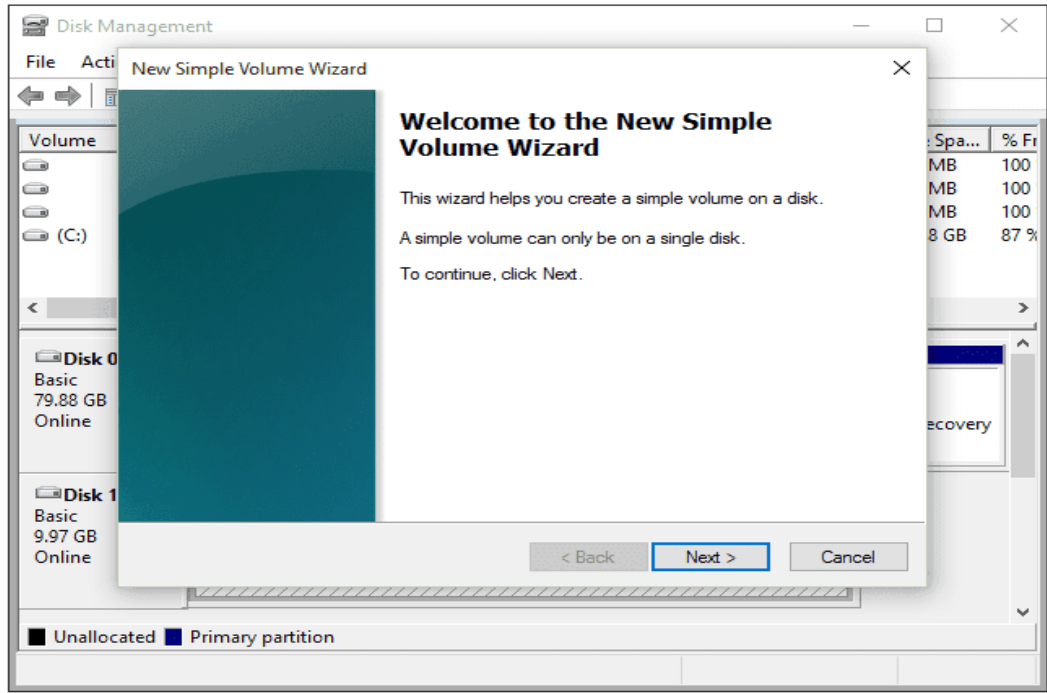 Disk Management
File Acti
New Simple Volume Wizard
Welcome to the New Simple
Volume Wizard
This wizard helps you create a simple volume on a disk.
A simple volume can only be on a single disk.
To continue, click Next.
< Back Next > Cancel
Volume Spa... % Fr
MB 100
MB 100
MB 100
(C:) 8 GB 87 %
Disk 0
Basic
79.88 GB
Online
ecovery
Disk 1
Basic
9.97 GB
Online
Unallocated Primary partition